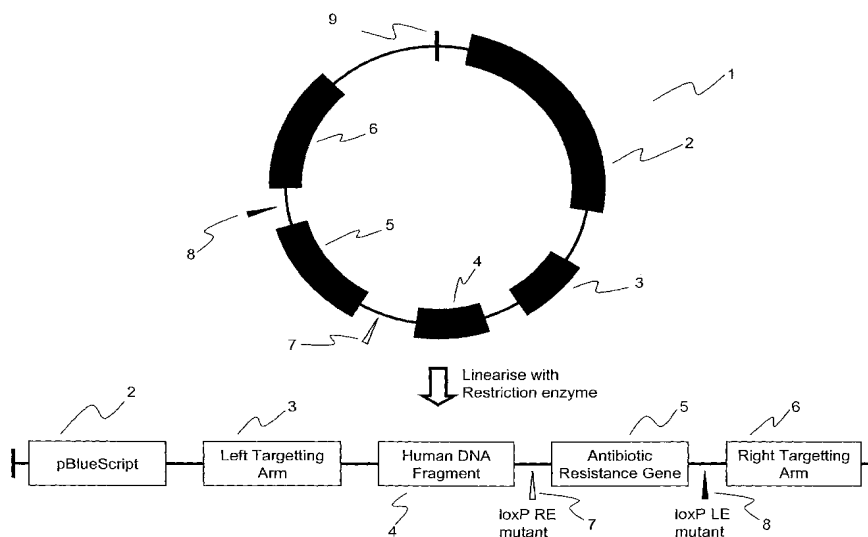 9
1
6
2
8
5
4
3
7
Linearise with
Restriction enzyme
2
3
5
6
pBlueScript
Left Targetting
Arm
Human DNA
Fragment
Antibiotic
Resistance Gene
Right Targetting
Arm
4
loxP RE
mutant
7
loxP LE
mutant
8